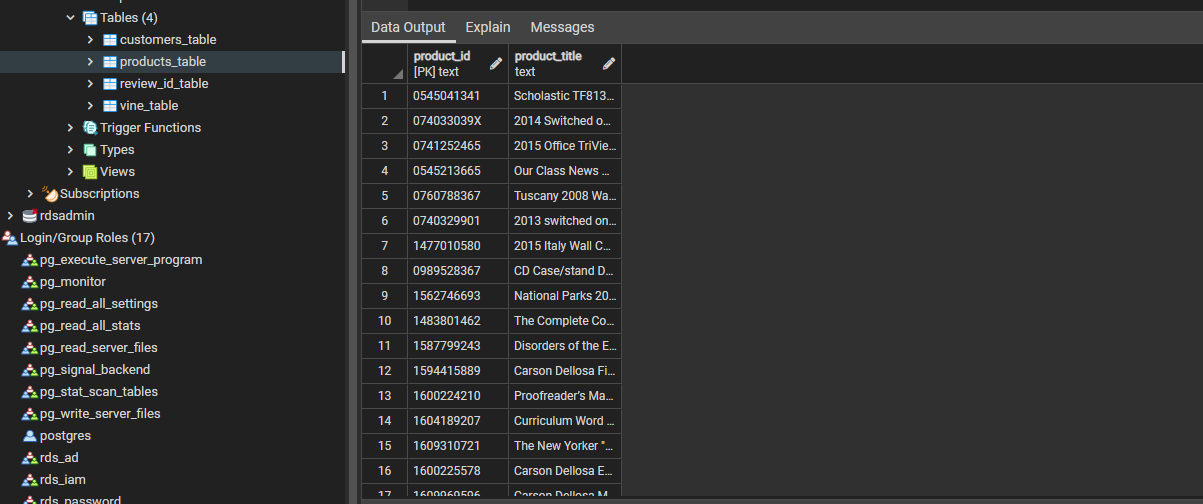 Tables (4)
customers_table
products_table
review_id_table
vine_table
Trigger Functions
Types
Views
Subscriptions
rdsadmin
Login/Group Roles (17)
pg_execute_server_program
pg_monitor
pg_read_all_settings
pg_read_all_stats
pg_read_server_files
pg_signal_backend
pg_stat_scan_tables
pg_write_server_files
postgres
rds_ad
rds_iam
rds_password
Data Output Explain Messages
product_id product_title
[PK] text text
1 0545041341 Scholastic TF813...
2 074033039X 2014 Switched o...
3 0741252465 2015 Office TriVie...
4 0545213665 Our Class News ...
5 0760788367 Tuscany 2008 Wa...
6 0740329901 2013 switched on...
7 1477010580 2015 Italy Wall C...
8 0989528367 CD Case/stand D...
9 1562746693 National Parks 20...
10 1483801462 The Complete Co...
11 1587799243 Disorders of the E...
12 1594415889 Carson Dellosa Fi...
13 1600224210 Proofreader's Ma...
14 1604189207 Curriculum Word ...
15 1609310721 The New Yorker "...
16 1600225578 Carson Dellosa E...
17 1609969596 Carson Dellosa M...